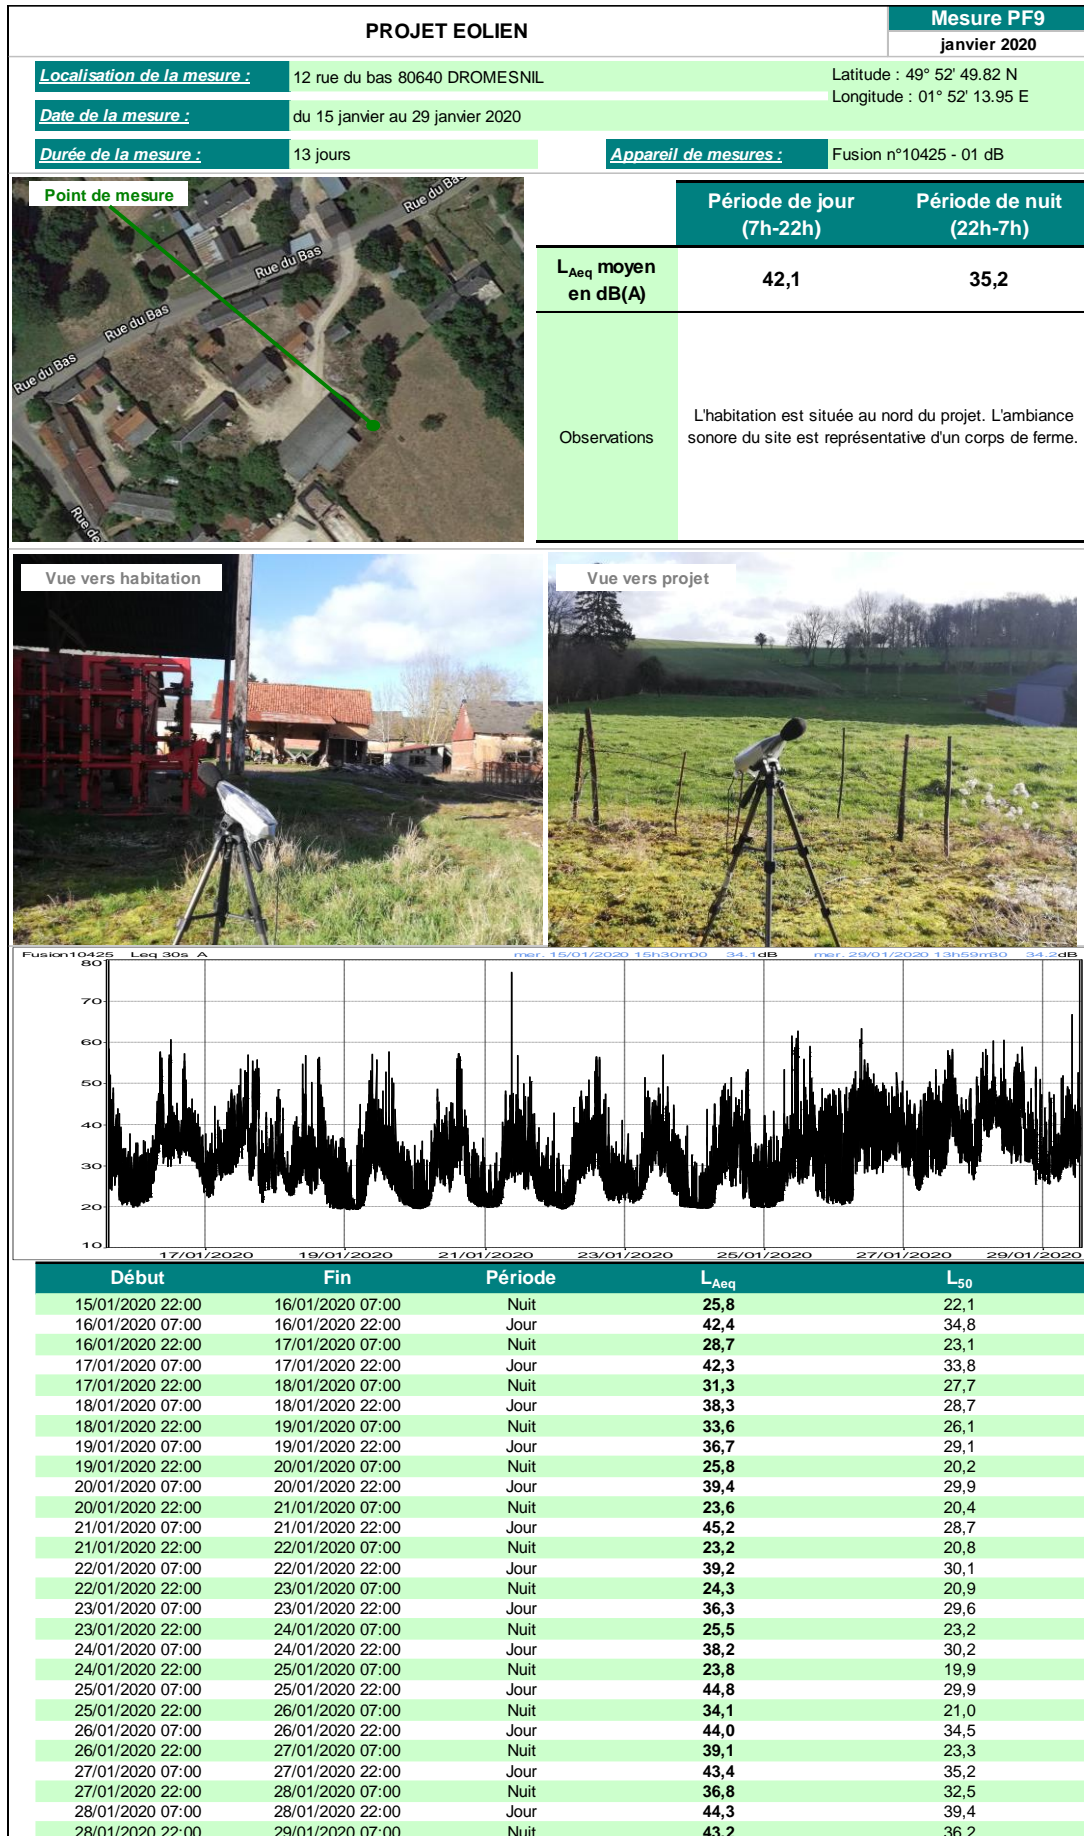 PROJET EOLIEN
Mesure PF9
janvier 2020
Localisation de la mesure :
12 rue du bas 80640 DROMESNIL
Latitude : 49° 52' 49.82 N
Longitude : 01° 52' 13.95 E
Date de la mesure :
du 15 janvier au 29 janvier 2020
Durée de la mesure :
13 jours
Appareil de mesures :
Fusion n°10425 - 01 dB
Point de mesure
Rue du Bas
Rue du Bas
Rue du Bas
Rue du Bas
Rue de
Période de jour (7h-22h)
Période de nuit (22h-7h)
LAeq moyen en dB(A)
42,1
35,2
Observations
L'habitation est située au nord du projet. L'ambiance
sonore du site est représentative d'un corps de ferme.
Vue vers habitation
Vue vers projet
Fusion10425 Leq 30s A mer. 15/01/2020 15h30m00 34.1dB mer. 29/01/2020 13h59m30 34.2dB
80
70
60
50
40
30
20
10
17/01/2020 19/01/2020 21/01/2020 23/01/2020 25/01/2020 27/01/2020 29/01/2020
Début Fin Période LAeq L50
15/01/2020 22:00 16/01/2020 07:00 Nuit 25,8 22,1
16/01/2020 07:00 16/01/2020 22:00 Jour 42,4 34,8
16/01/2020 22:00 17/01/2020 07:00 Nuit 28,7 23,1
17/01/2020 07:00 17/01/2020 22:00 Jour 42,3 33,8
17/01/2020 22:00 18/01/2020 07:00 Nuit 31,3 27,7
18/01/2020 07:00 18/01/2020 22:00 Jour 38,3 28,7
18/01/2020 22:00 19/01/2020 07:00 Nuit 33,6 26,1
19/01/2020 07:00 19/01/2020 22:00 Jour 36,7 29,1
19/01/2020 22:00 20/01/2020 07:00 Nuit 25,8 20,2
20/01/2020 07:00 20/01/2020 22:00 Jour 39,4 29,9
20/01/2020 22:00 21/01/2020 07:00 Nuit 23,6 20,4
21/01/2020 07:00 21/01/2020 22:00 Jour 45,2 28,7
21/01/2020 22:00 22/01/2020 07:00 Nuit 23,2 20,8
22/01/2020 07:00 22/01/2020 22:00 Jour 39,2 30,1
22/01/2020 22:00 23/01/2020 07:00 Nuit 24,3 20,9
23/01/2020 07:00 23/01/2020 22:00 Jour 36,3 29,6
23/01/2020 22:00 24/01/2020 07:00 Nuit 25,5 23,2
24/01/2020 07:00 24/01/2020 22:00 Jour 38,2 30,2
24/01/2020 22:00 25/01/2020 07:00 Nuit 23,8 19,9
25/01/2020 07:00 25/01/2020 22:00 Jour 44,8 29,9
25/01/2020 22:00 26/01/2020 07:00 Nuit 34,1 21,0
26/01/2020 07:00 26/01/2020 22:00 Jour 44,0 34,5
26/01/2020 22:00 27/01/2020 07:00 Nuit 39,1 23,3
27/01/2020 07:00 27/01/2020 22:00 Jour 43,4 35,2
27/01/2020 22:00 28/01/2020 07:00 Nuit 36,8 32,5
28/01/2020 07:00 28/01/2020 22:00 Jour 44,3 39,4
28/01/2020 22:00 29/01/2020 07:00 Nuit 43,2 36,2